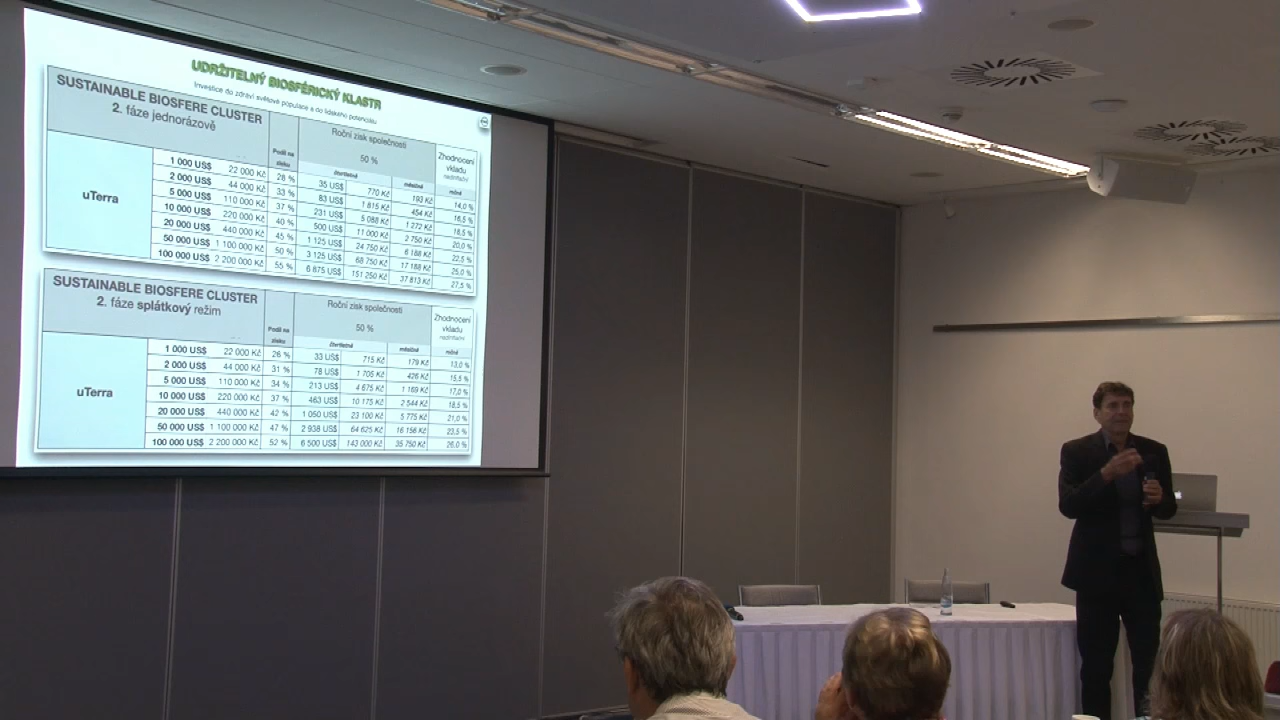 UDRŽITELNÝ BIOSFÉRICKÝ KLASTR
Investice do zdraví světové populace a do lidského potenciálu
SUSTAINABLE BIOSFERE CLUSTER
2. fáze jednorázově
Podíl na zisku
Roční zisk společnosti
50 %
čtvrtletně měsíčně
Zhodnocení vkladu
ročně
uTerra
1 000 US$ 22 000 Kč 28 % 35 US$ 770 Kč 193 Kč 14,0 %
2 000 US$ 44 000 Kč 33 % 83 US$ 1 815 Kč 454 Kč 16,5 %
5 000 US$ 110 000 Kč 37 % 231 US$ 5 088 Kč 1 272 Kč 18,5 %
10 000 US$ 220 000 Kč 40 % 500 US$ 11 000 Kč 2 750 Kč 20,0 %
20 000 US$ 440 000 Kč 45 % 1 125 US$ 24 750 Kč 6 188 Kč 22,5 %
50 000 US$ 1 100 000 Kč 50 % 3 125 US$ 68 750 Kč 17 188 Kč 25,0 %
100 000 US$ 2 200 000 Kč 55 % 6 875 US$ 151 250 Kč 37 813 Kč 27,5 %
SUSTAINABLE BIOSFERE CLUSTER
2. fáze splátkový režim
Podíl na zisku
Roční zisk společnosti
50 %
čtvrtletně měsíčně
Zhodnocení vkladu
ročně
uTerra
1 000 US$ 22 000 Kč 26 % 33 US$ 715 Kč 179 Kč 13,0 %
2 000 US$ 44 000 Kč 31 % 78 US$ 1 705 Kč 426 Kč 15,5 %
5 000 US$ 110 000 Kč 34 % 213 US$ 4 675 Kč 1 169 Kč 17,0 %
10 000 US$ 220 000 Kč 37 % 463 US$ 10 175 Kč 2 544 Kč 18,5 %
20 000 US$ 440 000 Kč 42 % 1 050 US$ 23 100 Kč 5 775 Kč 21,0 %
50 000 US$ 1 100 000 Kč 47 % 2 938 US$ 64 625 Kč 16 156 Kč 23,5 %
100 000 US$ 2 200 000 Kč 52 % 6 500 US$ 143 000 Kč 35 750 Kč 26,0 %